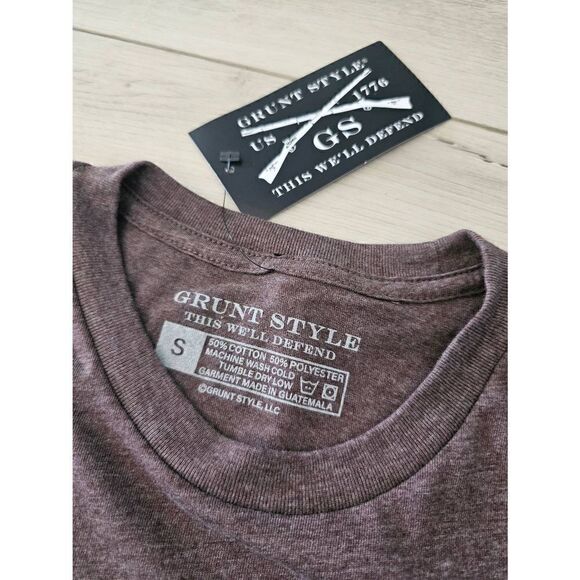 GRUNT STYLE®
US 1776
GS
THIS WE'LL DEFEND
GRUNT STYLE
THIS WE'LL DEFEND
S
50% COTTON 50% POLYESTER
MACHINE WASH COLD
TUMBLE DRY LOW
GARMENT MADE IN GUATEMALA
©GRUNT STYLE, LLC